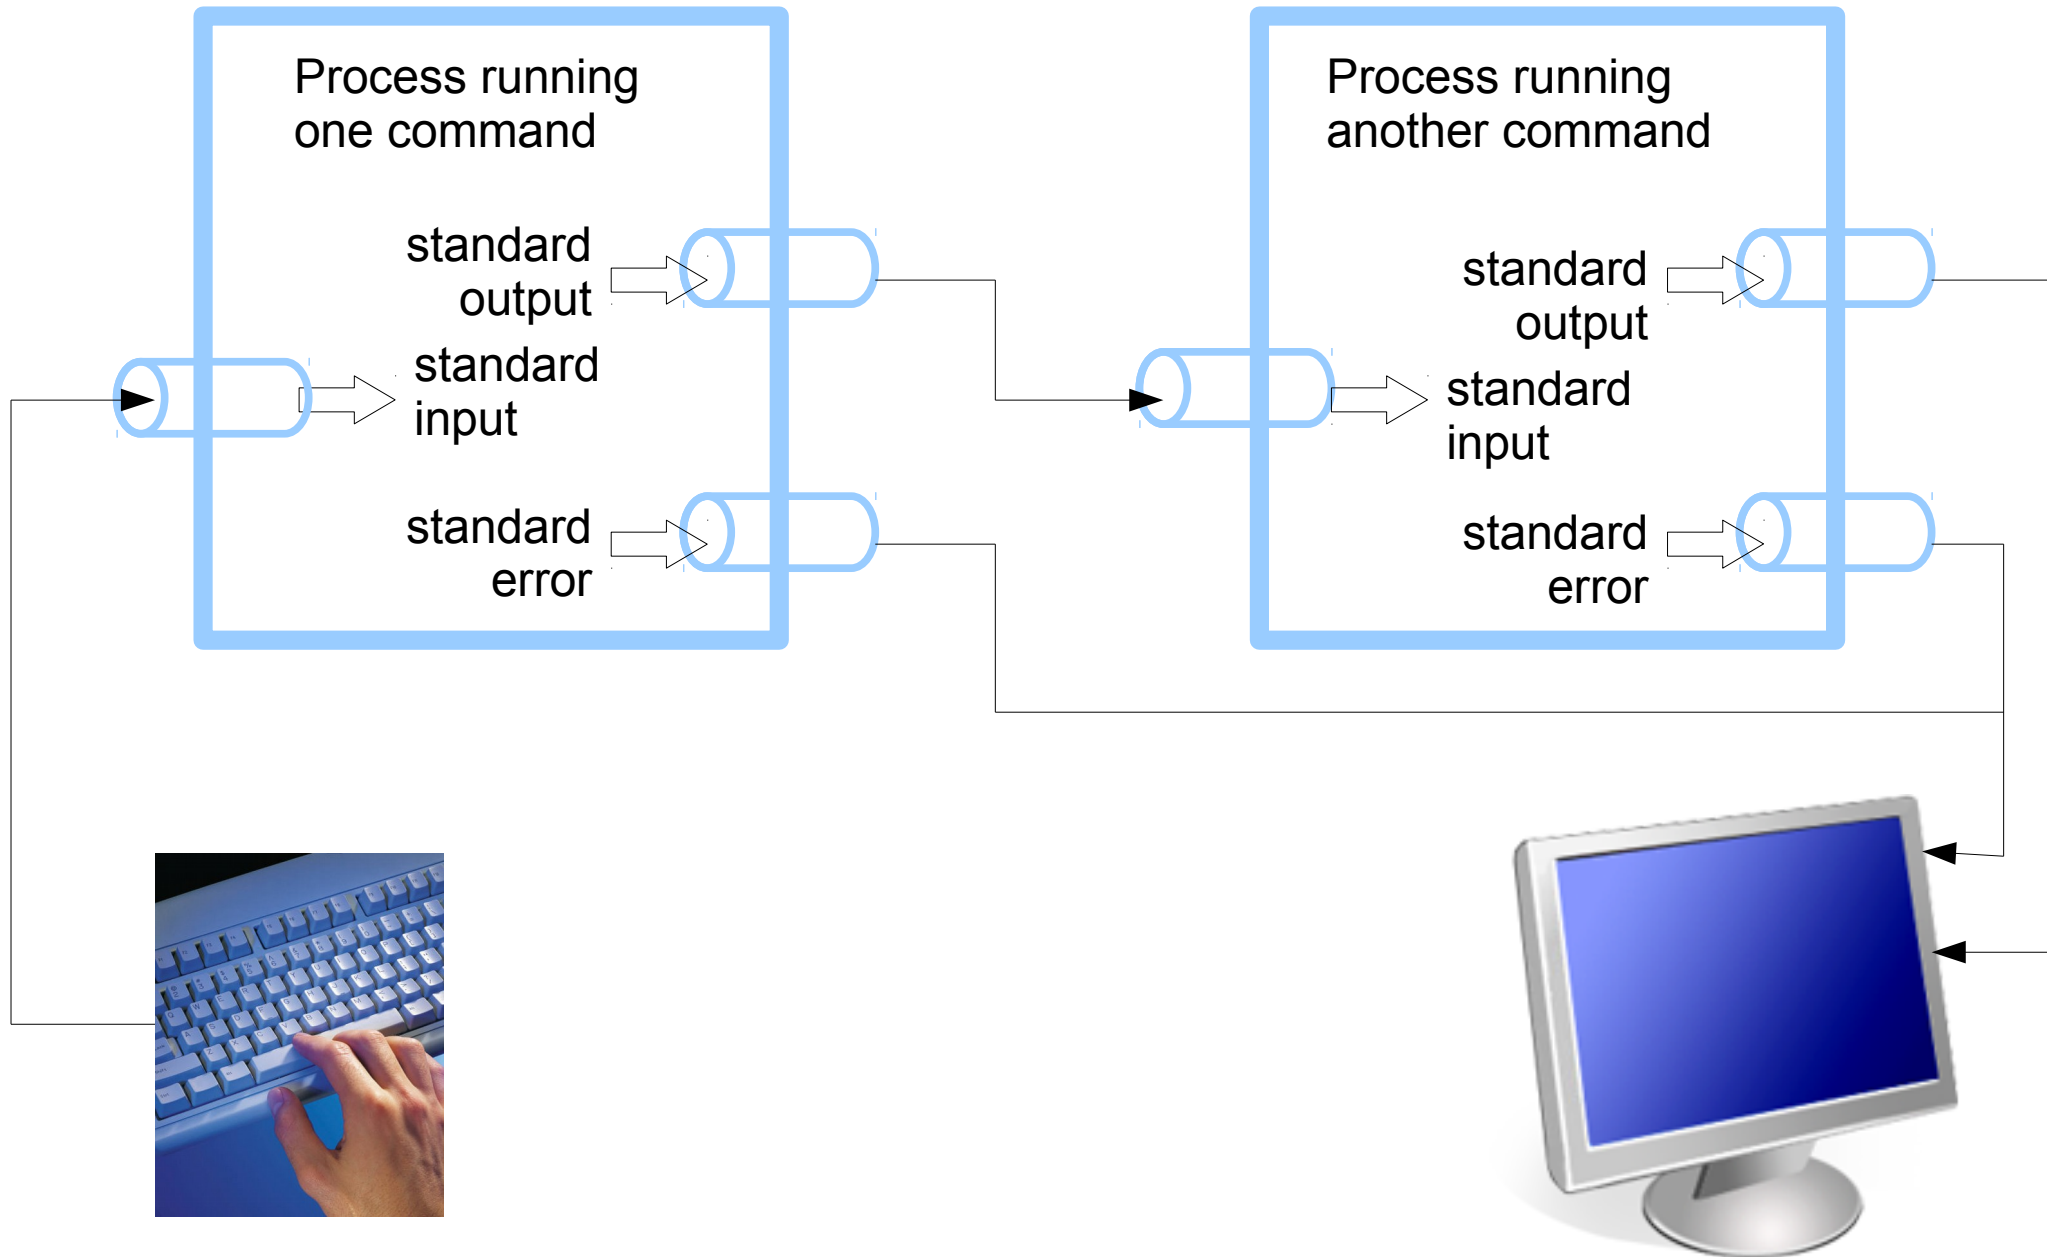 Process running
one command
standard
output
standard
input
standard
error
Process running
another command
standard
output
standard
input
standard
error